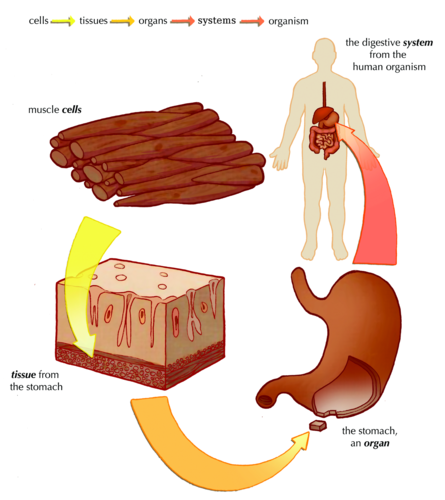 cells tissues organs systems organism
the digestive system
from the
human organism
muscle cells
tissue from
the stomach
the stomach,
an organ